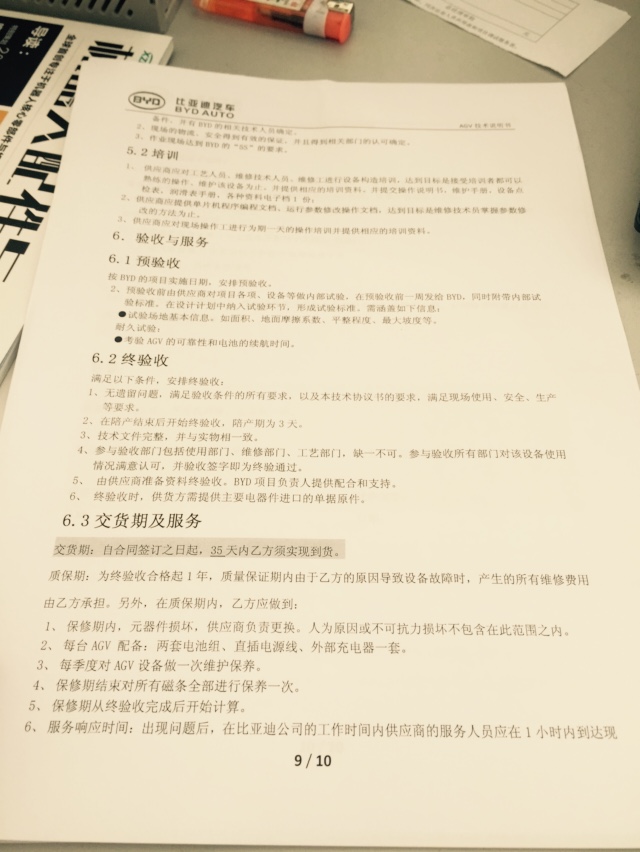 导读:
全球首创专注于机器人核心零部件与
机器人配件
BYD
比亚迪汽车
BYD AUTO
AGV 技术说明书
备件,并有 BYD 的相关技术人员确定。
2、现场的物流、安全得到有效的保证,并且得到相关部门的认可确定。
3、作业现场达到 BYD 的“5S”的要求。
5.2 培训
1、供应商应对工艺人员、维修技术人员、维修工进行设备构造培训,达到目标是接受培训者都可以
熟练的操作、维护该设备为止,并提供相应的培训资料,并提交操作说明书、维护手册、设备点
检表、润滑表手册、各种资料电子档 1 份;
2、供应商应提供单片机程序编程文档、运行参数修改操作文档,达到目标是维修技术员掌握参数修
改的方法为止。
3、供应商应对现场操作工进行为期一天的操作培训并提供相应的培训资料。
6、验收与服务
6.1 预验收
按 BYD 的项目实施日期,安排预验收。
2、预验收前由供应商对项目各项、设备等做内部试验,在预验收前一周发给 BYD,同时附带内部试
验标准,在设计计划中纳入试验环节,形成试验标准。需涵盖如下信息:
●试验场地基本信息,如面积、地面摩擦系数、平整程度、最大坡度等。
耐久试验:
●考验 AGV 的可靠性和电池的续航时间。
6.2 终验收
满足以下条件,安排终验收:
1、无遗留问题,满足验收条件的所有要求,以及本技术协议书的要求,满足现场使用、安全、生产
等要求。
2、在陪产结束后开始终验收,陪产期为 3 天。
3、技术文件完整,并与实物相一致。
4、参与验收部门包括使用部门、维修部门、工艺部门,缺一不可。参与验收所有部门对该设备使用
情况满意认可,并验收签字即为终验通过。
5、 由供应商准备资料终验收。BYD 项目负责人提供配合和支持。
6、 终验收时,供货方需提供主要电器件进口的单据原件。
6.3 交货期及服务
交货期:自合同签订之日起,35 天内乙方须实现到货。
质保期:为终验收合格起 1 年,质量保证期内由于乙方的原因导致设备故障时,产生的所有维修费用
由乙方承担。另外,在质保期内,乙方应做到:
1、 保修期内,元器件损坏,供应商负责更换。人为原因或不可抗力损坏不包含在此范围之内。
2、 每台 AGV 配备:两套电池组、直插电源线、外部充电器一套。
3、 每季度对 AGV 设备做一次维护保养。
4、 保修期结束对所有磁条全部进行保养一次。
5、 保修期从终验收完成后开始计算。
6、 服务响应时间:出现问题后,在比亚迪公司的工作时间内供应商的服务人员应在 1 小时内到达现
9 / 10